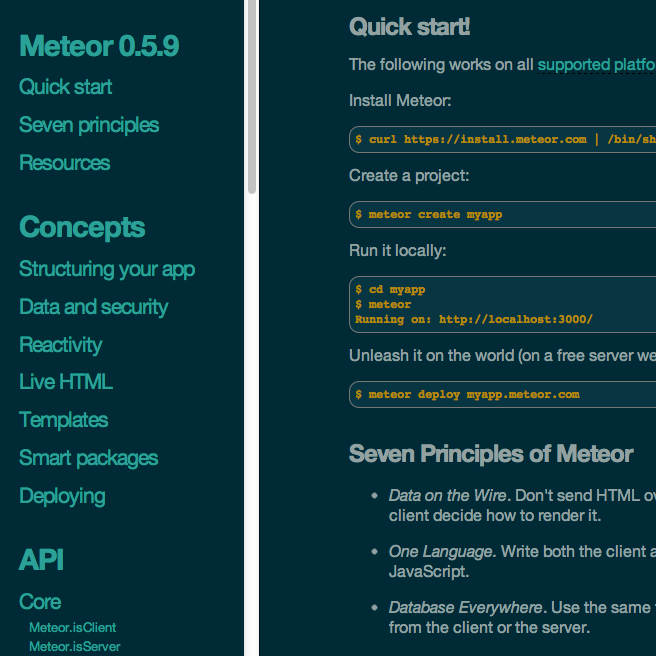 Meteor 0.5.9
Quick start
Seven principles
Resources
Concepts
Structuring your app
Data and security
Reactivity
Live HTML
Templates
Smart packages
Deploying
API
Core
Meteor.isClient
Meteor.isServer
Quick start!
The following works on all supported platfo
Install Meteor:
$ curl https://install.meteor.com | /bin/sh
Create a project:
$ meteor create myapp
Run it locally:
$ cd myapp
$ meteor
Running on: http://localhost:3000/
Unleash it on the world (on a free server we
$ meteor deploy myapp.meteor.com
Seven Principles of Meteor
• Data on the Wire. Don't send HTML ov
client decide how to render it.
• One Language. Write both the client a
JavaScript.
• Database Everywhere. Use the same
from the client or the server.